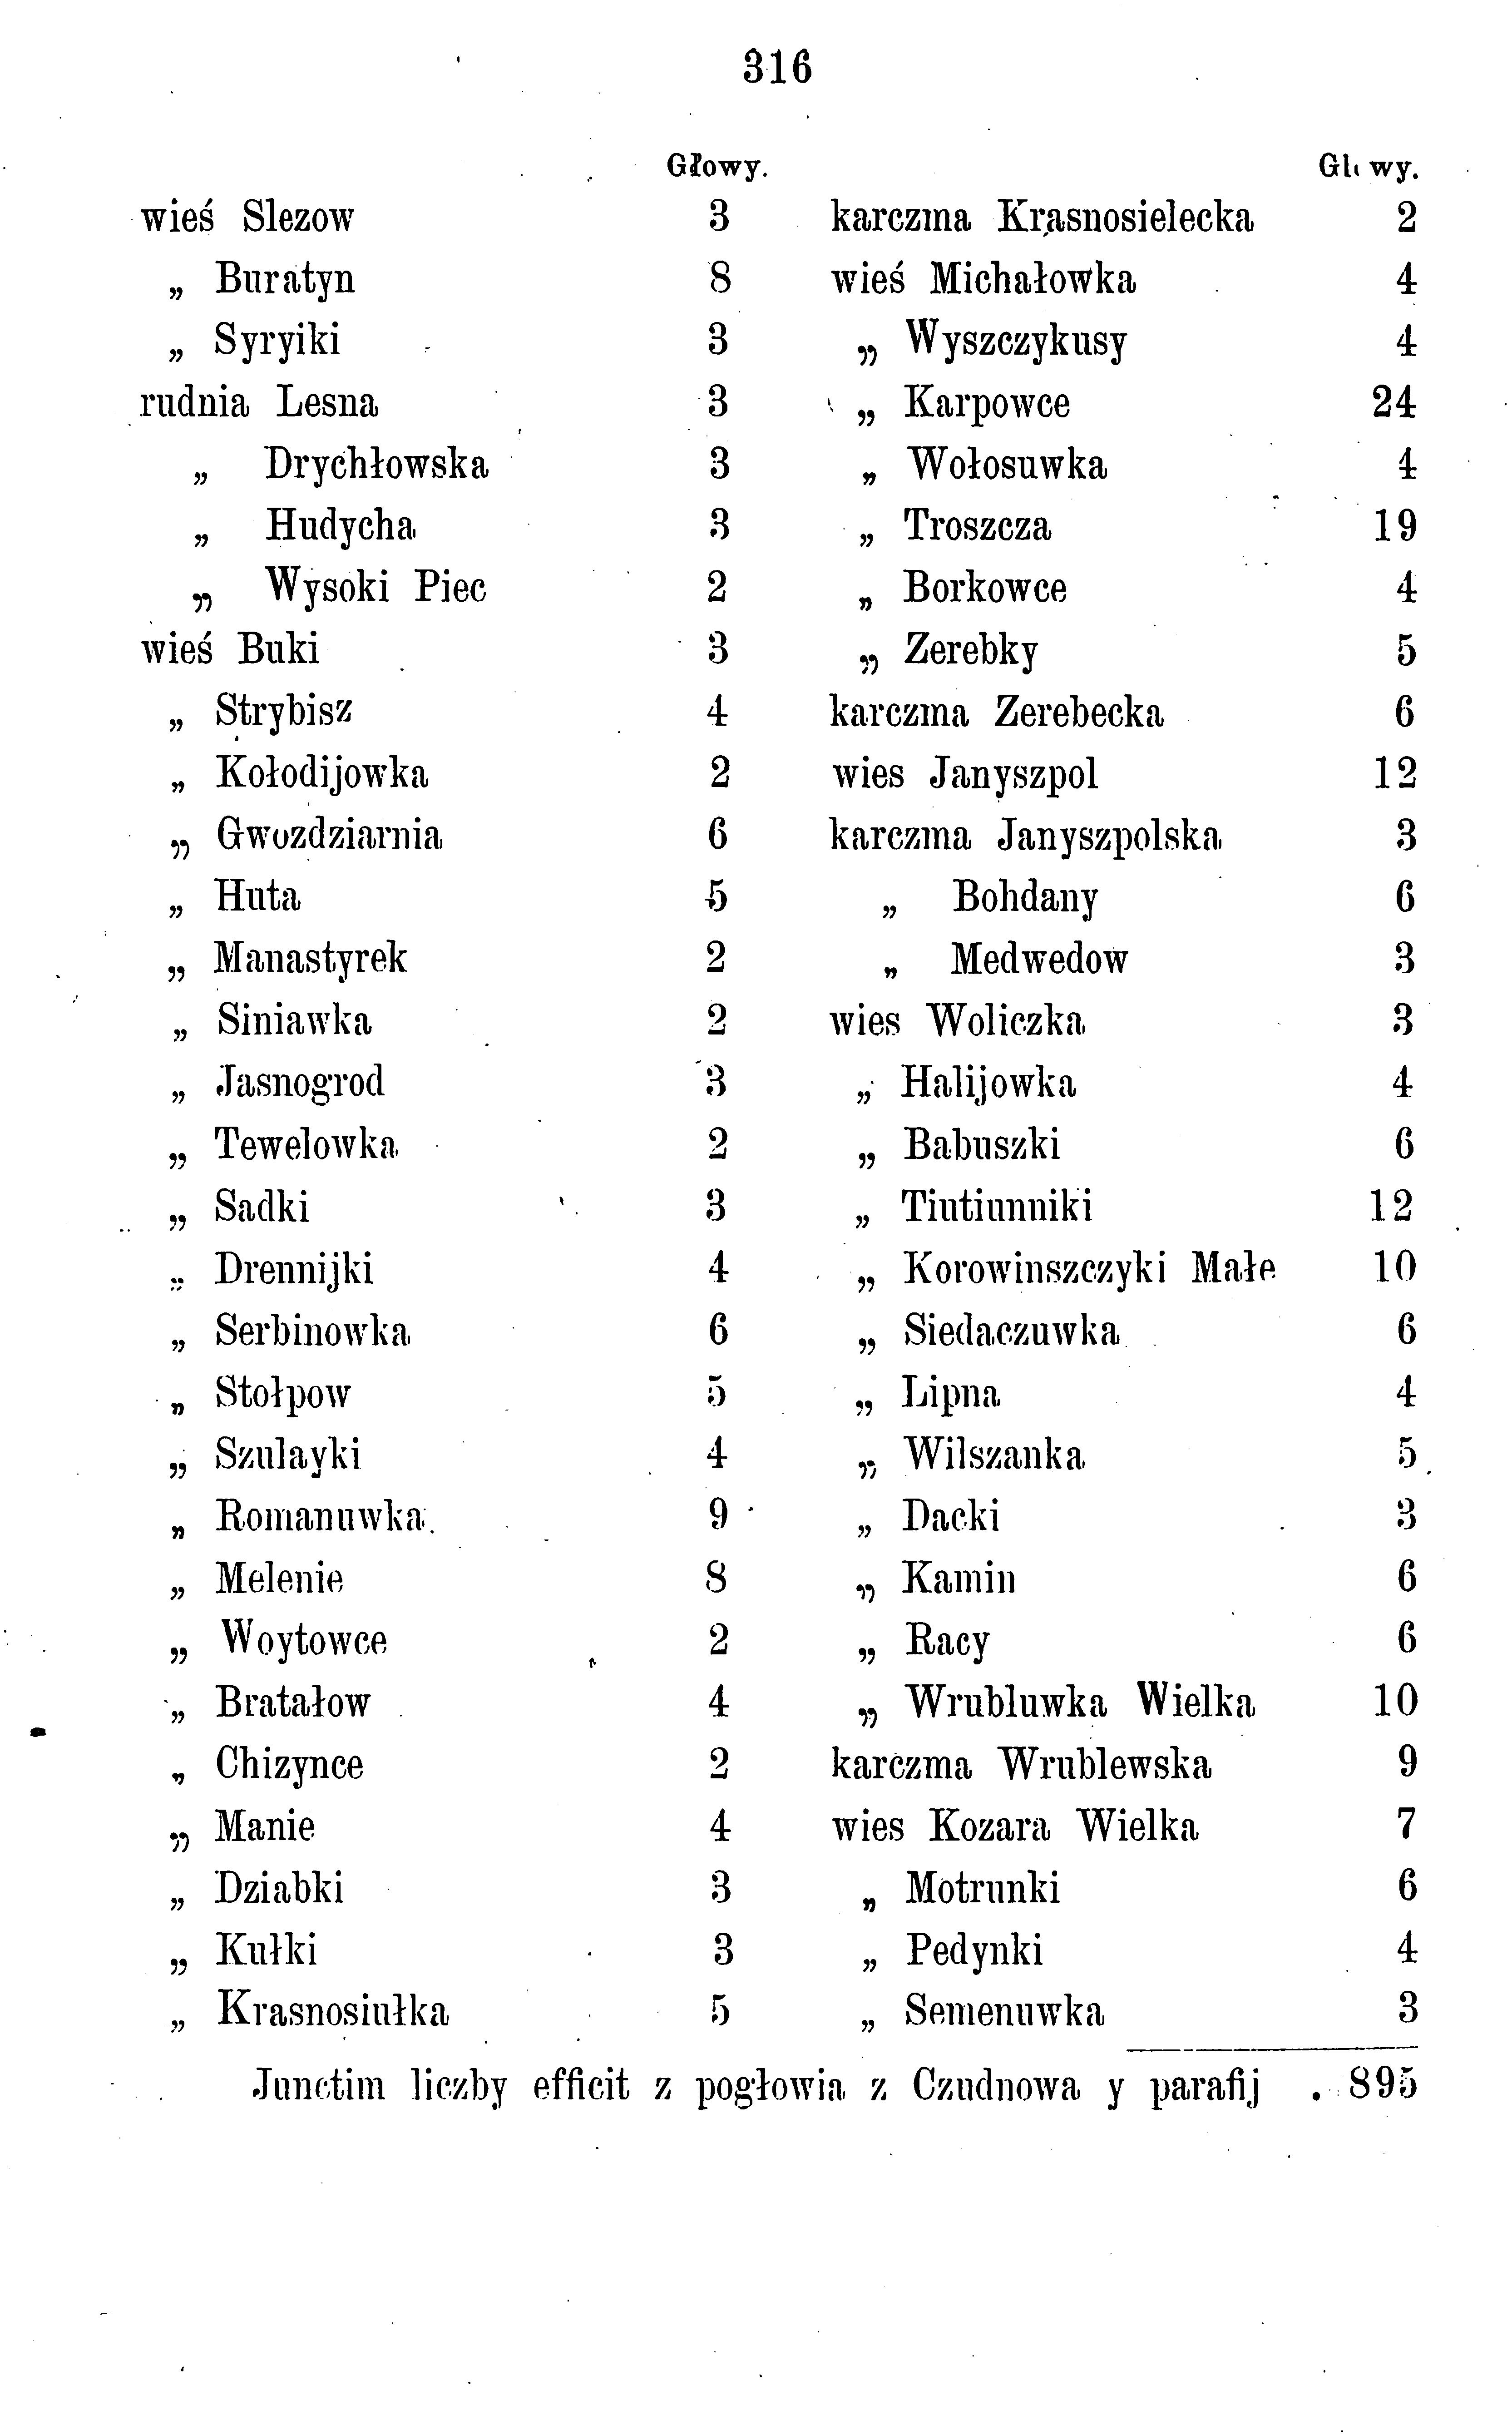 316
Głowy.
wieś Slezow 3
„ Buratyn 8
„ Syryiki 3
rudnia Lesna 3
„ Drychłowska 3
„ Hudycha 3
„ Wysoki Piec 2
wieś Buki 3
„ Strybisz 4
„ Kołodijowka 2
„ Gwozdziarnia 6
„ Huta 5
„ Manastyrek 2
„ Siniawka 2
„ Jasnogrod 3
„ Tewelowka 2
„ Sadki 3
„ Drennijki 4
„ Serbinowka 6
„ Stołpow 5
„ Szulayki 4
„ Romanuwka 9
„ Melenie 8
„ Woytowce 2
„ Bratałow 4
„ Chizynce 2
„ Manie 4
„ Dziabki 3
„ Kułki 3
„ Krasnosiułka 5
Głowy.
karczma Krasnosielecka 2
wieś Michałowka 4
„ Wyszczykusy 4
„ Karpowce 24
„ Wołosuwka 4
„ Troszcza 19
„ Borkowce 4
„ Zerebky 5
karczma Zerebecka 6
wies Janyszpol 12
karczma Janyszpolska 3
„ Bohdany 6
„ Medwedow 3
wies Woliczka 3
„ Halijowka 4
„ Babuszki 6
„ Tiutiunniki 12
„ Korowinszczyki Małe 10
„ Siedaczuwka 6
„ Lipna 4
„ Wilszanka 5
„ Dacki 3
„ Kamin 6
„ Racy 6
„ Wrubluwka Wielka 10
karczma Wrublewska 9
wies Kozara Wielka 7
„ Motrunki 6
„ Pedynki 4
„ Semenuwka 3
Junctim liczby efficit z pogłowia z Czudnowa y parafij . 895